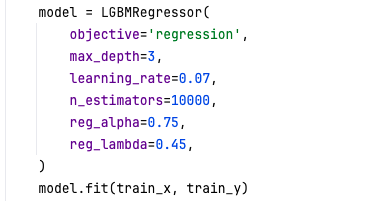 model = LGBMRegressor(
    objective='regression',
    max_depth=3,
    learning_rate=0.07,
    n_estimators=10000,
    reg_alpha=0.75,
    reg_lambda=0.45,
)
model.fit(train_x, train_y)